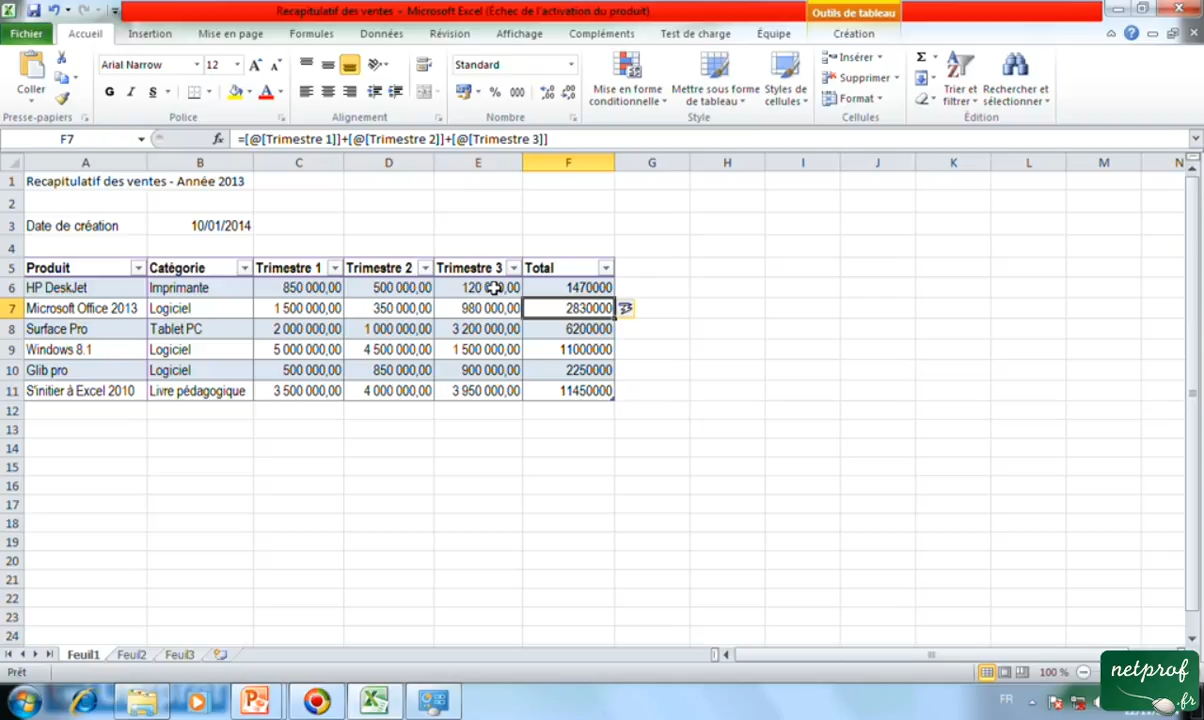 Recapitulatif des ventes - Microsoft Excel (Échec de l'activation du produit)
Outils de tableau
Fichier Accueil Insertion Mise en page Formules Données Révision Affichage Compléments Test de charge Équipe Création
Coller
Presse-papiers
Arial Narrow 12
G I S
Police
Alignement
Standard
% 000
Nombre
Mise en forme conditionnelle
Mettre sous forme de tableau
Styles de cellules
Style
Insérer
Supprimer
Format
Cellules
Σ
Trier et filtrer
Rechercher et sélectionner
Édition
F7 fx =[@[Trimestre 1]]+[@[Trimestre 2]]+[@[Trimestre 3]]
A B C D E F G H I J K L M N
1 Recapitulatif des ventes - Année 2013
2
3 Date de création 10/01/2014
4
5 Produit Catégorie Trimestre 1 Trimestre 2 Trimestre 3 Total
6 HP DeskJet Imprimante 850 000,00 500 000,00 1470000
7 Microsoft Office 2013 Logiciel 1 500 000,00 350 000,00 980 000,00 2830000
8 Surface Pro Tablet PC 2 000 000,00 1 000 000,00 3 200 000,00 6200000
9 Windows 8.1 Logiciel 5 000 000,00 4 500 000,00 1 500 000,00 11000000
10 Glib pro Logiciel 500 000,00 850 000,00 900 000,00 2250000
11 S'initier à Excel 2010 Livre pédagogique 3 500 000,00 4 000 000,00 3 950 000,00 11450000
12
13
14
15
16
17
18
19
20
21
22
23
24
Feuil1 Feuil2 Feuil3
Prêt 100 %
FR
netprof
.fr